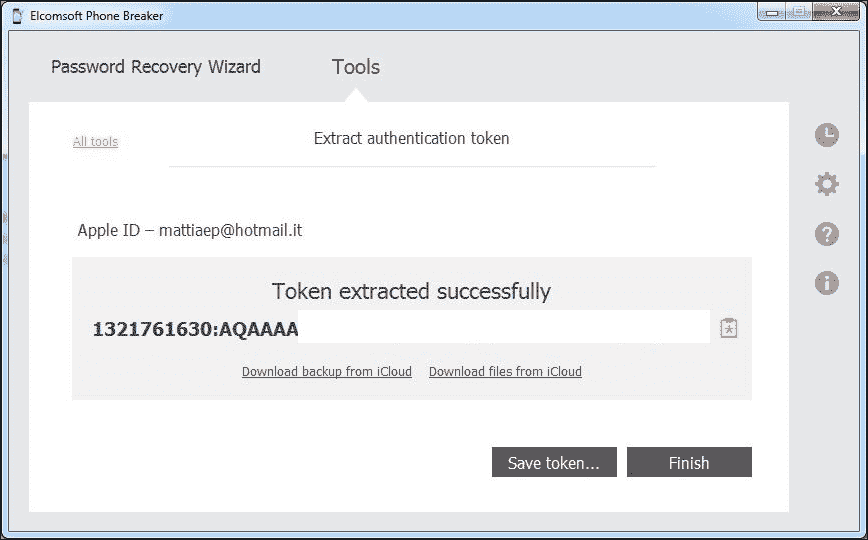 Elcomsoft Phone Breaker
Password Recovery Wizard Tools
All tools
Extract authentication token
Apple ID – mattiaep@hotmail.it
Token extracted successfully
1321761630:AQAAAA
Download backup from iCloud Download files from iCloud
Save token... Finish